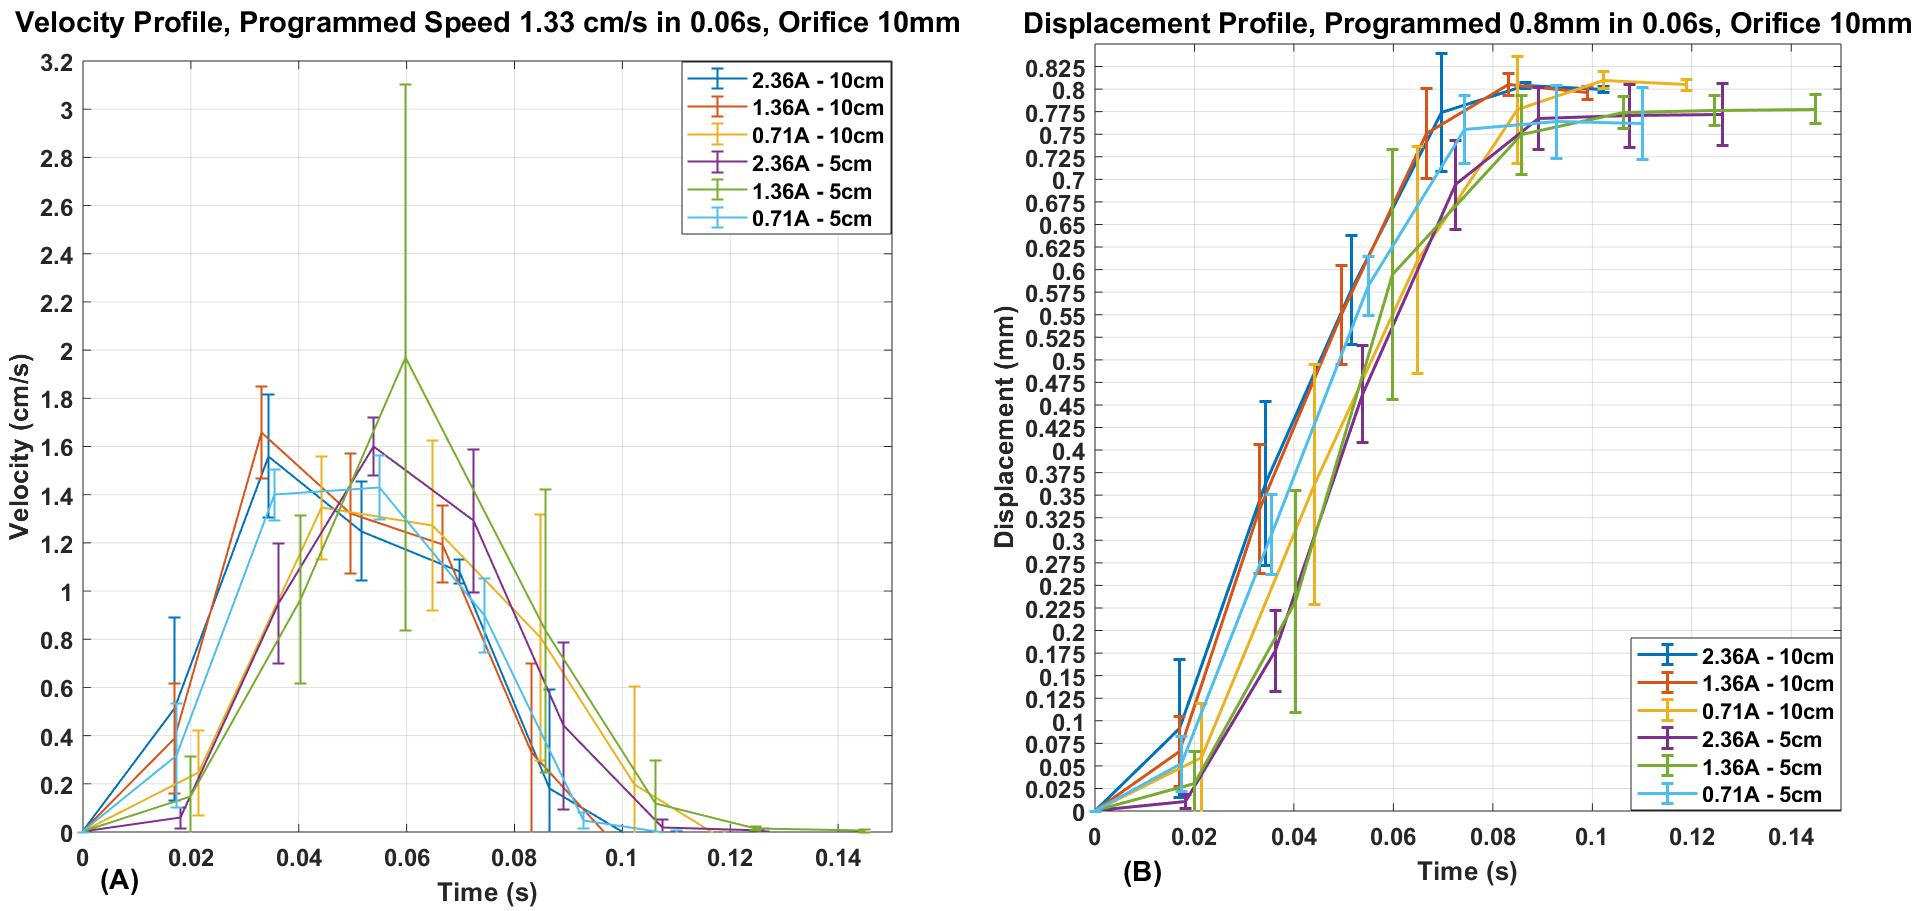 Velocity Profile, Programmed Speed 1.33 cm/s in 0.06s, Orifice 10mm
3.2
3
2.8
2.6
2.4
2.2
2
1.8
1.6
1.4
1.2
1
0.8
0.6
0.4
0.2
0
Velocity (cm/s)
2.36A - 10cm
1.36A - 10cm
0.71A - 10cm
2.36A - 5cm
1.36A - 5cm
0.71A - 5cm
0 0.02 0.04 0.06 0.08 0.1 0.12 0.14
(A)
Time (s)
Displacement Profile, Programmed 0.8mm in 0.06s, Orifice 10mm
0.825
0.8
0.775
0.75
0.725
0.7
0.675
0.65
0.625
0.6
0.575
0.55
0.525
0.5
0.475
0.45
0.425
0.4
0.375
0.35
0.325
0.3
0.275
0.25
0.225
0.2
0.175
0.15
0.125
0.1
0.075
0.05
0.025
0
Displacement (mm)
2.36A - 10cm
1.36A - 10cm
0.71A - 10cm
2.36A - 5cm
1.36A - 5cm
0.71A - 5cm
0 0.02 0.04 0.06 0.08 0.1 0.12 0.14
(B)
Time (s)